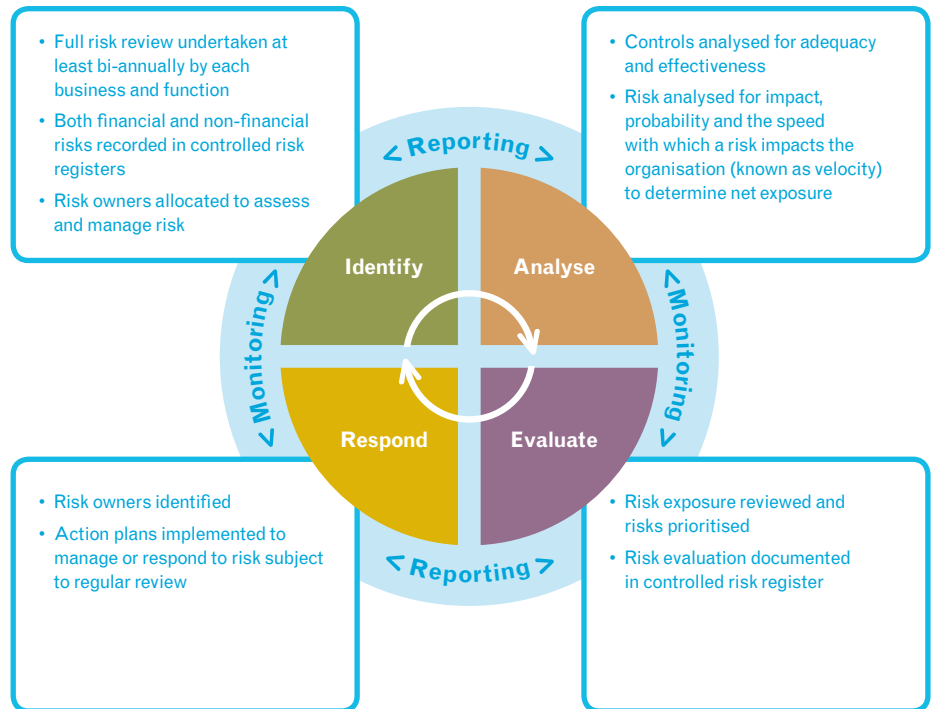 • Full risk review undertaken at
least bi-annually by each
business and function
• Both financial and non-financial
risks recorded in controlled risk
registers
• Risk owners allocated to assess
and manage risk
• Controls analysed for adequacy
and effectiveness
• Risk analysed for impact,
probability and the speed
with which a risk impacts the
organisation (known as velocity)
to determine net exposure
< Reporting >
Identify
Analyse
< Monitoring >
< Monitoring >
Respond
Evaluate
< Reporting >
• Risk owners identified
• Action plans implemented to
manage or respond to risk subject
to regular review
• Risk exposure reviewed and
risks prioritised
• Risk evaluation documented
in controlled risk register